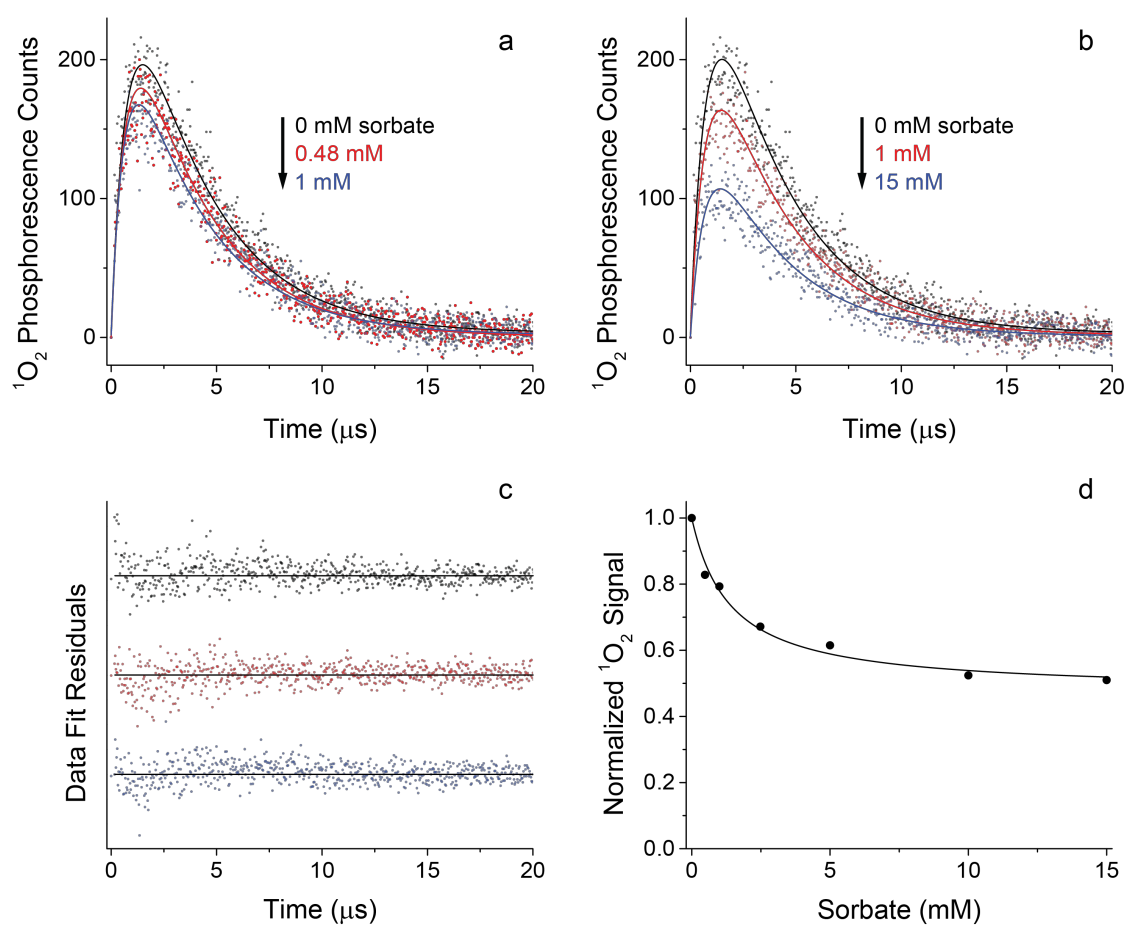 a
¹O₂ Phosphorescence Counts
200
100
0
0 mM sorbate
0.48 mM
1 mM
0 5 10 15 20
Time (μs)
b
¹O₂ Phosphorescence Counts
200
100
0
0 mM sorbate
1 mM
15 mM
0 5 10 15 20
Time (μs)
c
Data Fit Residuals
0 5 10 15 20
Time (μs)
d
Normalized ¹O₂ Signal
1.0
0.8
0.6
0.4
0.2
0.0
0 5 10 15
Sorbate (mM)